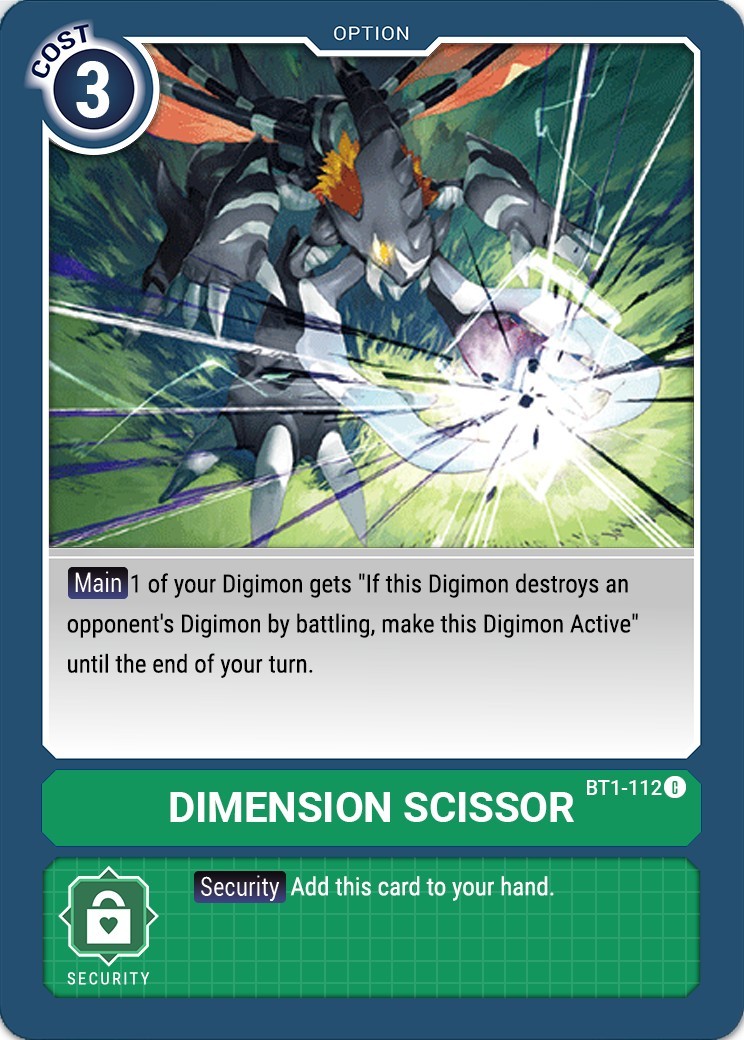 OPTION
COST
3
Main 1 of your Digimon gets "If this Digimon destroys an
opponent's Digimon by battling, make this Digimon Active"
until the end of your turn.
BT1-112 C
DIMENSION SCISSOR
Security Add this card to your hand.
SECURITY